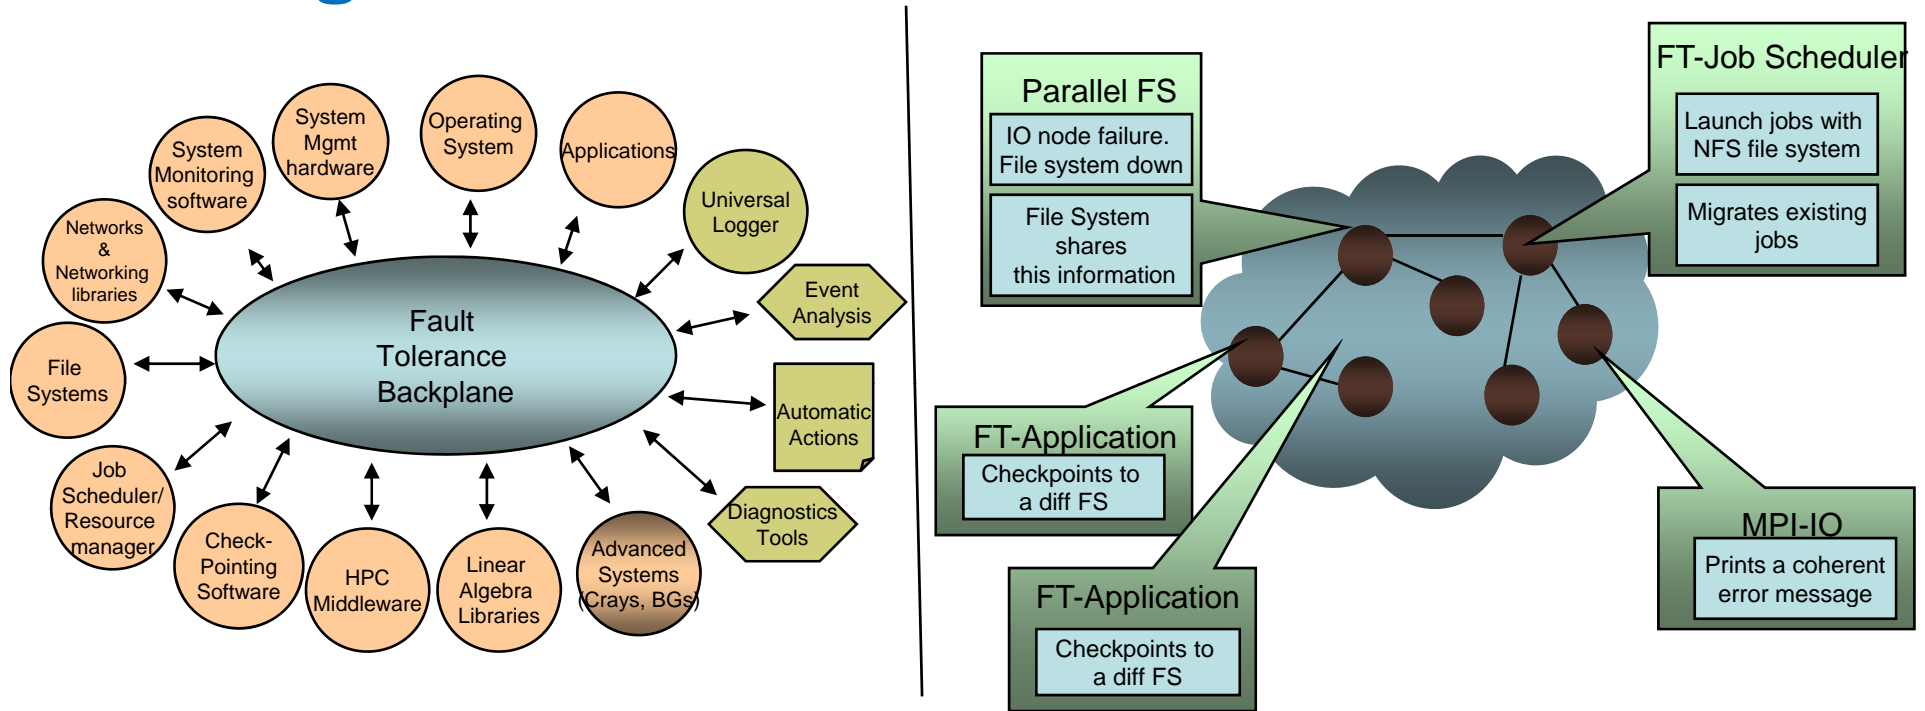 System
Mgmt
hardware
Operating
System
Applications
System
Monitoring
software
Universal
Logger
Networks
&
Networking
libraries
Event
Analysis
Fault
Tolerance
Backplane
File
Systems
Automatic
Actions
Job
Scheduler/
Resource
manager
Check-
Pointing
Software
HPC
Middleware
Linear
Algebra
Libraries
Advanced
Systems
(Crays, BGs)
Diagnostics
Tools
Parallel FS
IO node failure.
File system down
File System
shares
this information
FT-Job Scheduler
Launch jobs with
NFS file system
Migrates existing
jobs
FT-Application
Checkpoints to
a diff FS
FT-Application
Checkpoints to
a diff FS
MPI-IO
Prints a coherent
error message